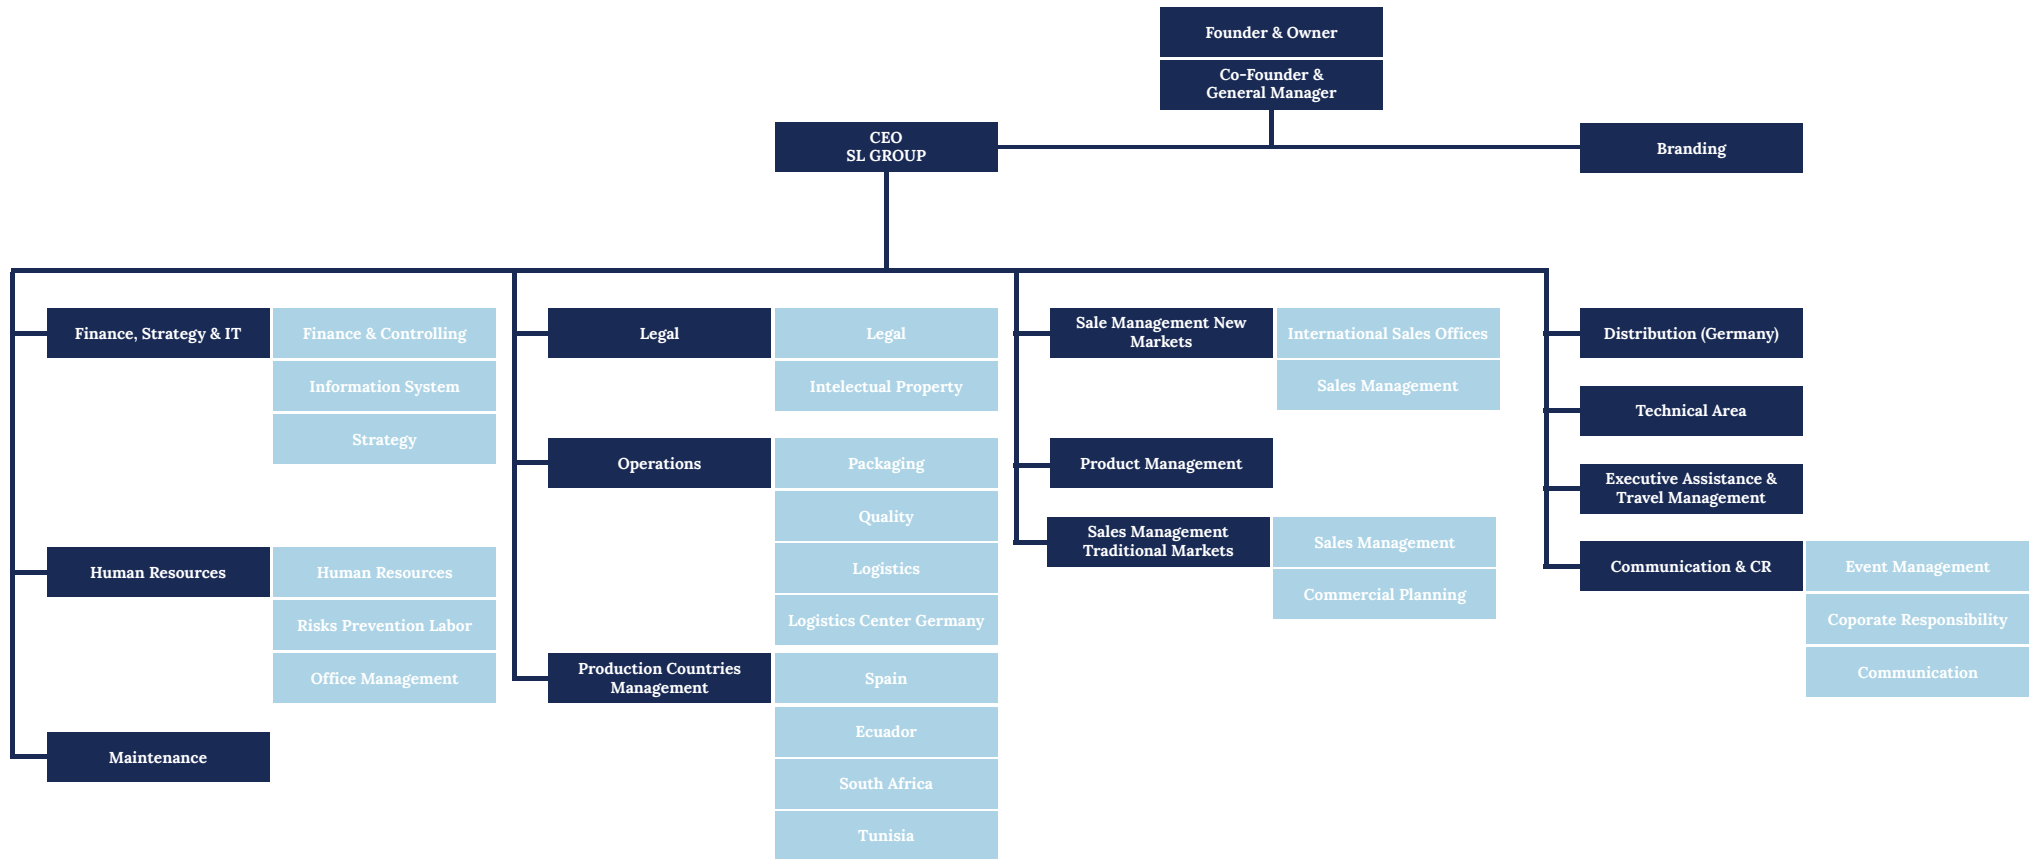 Founder & Owner
Co-Founder &
General Manager
CEO
SL GROUP
Branding
Finance, Strategy & IT
Finance & Controlling
Information System
Strategy
Human Resources
Human Resources
Risks Prevention Labor
Office Management
Maintenance
Legal
Legal
Intelectual Property
Operations
Packaging
Quality
Logistics
Logistics Center Germany
Production Countries
Management
Spain
Ecuador
South Africa
Tunisia
Sale Management New
Markets
International Sales Offices
Sales Management
Product Management
Sales Management
Traditional Markets
Sales Management
Commercial Planning
Distribution (Germany)
Technical Area
Executive Assistance &
Travel Management
Communication & CR
Event Management
Coporate Responsibility
Communication